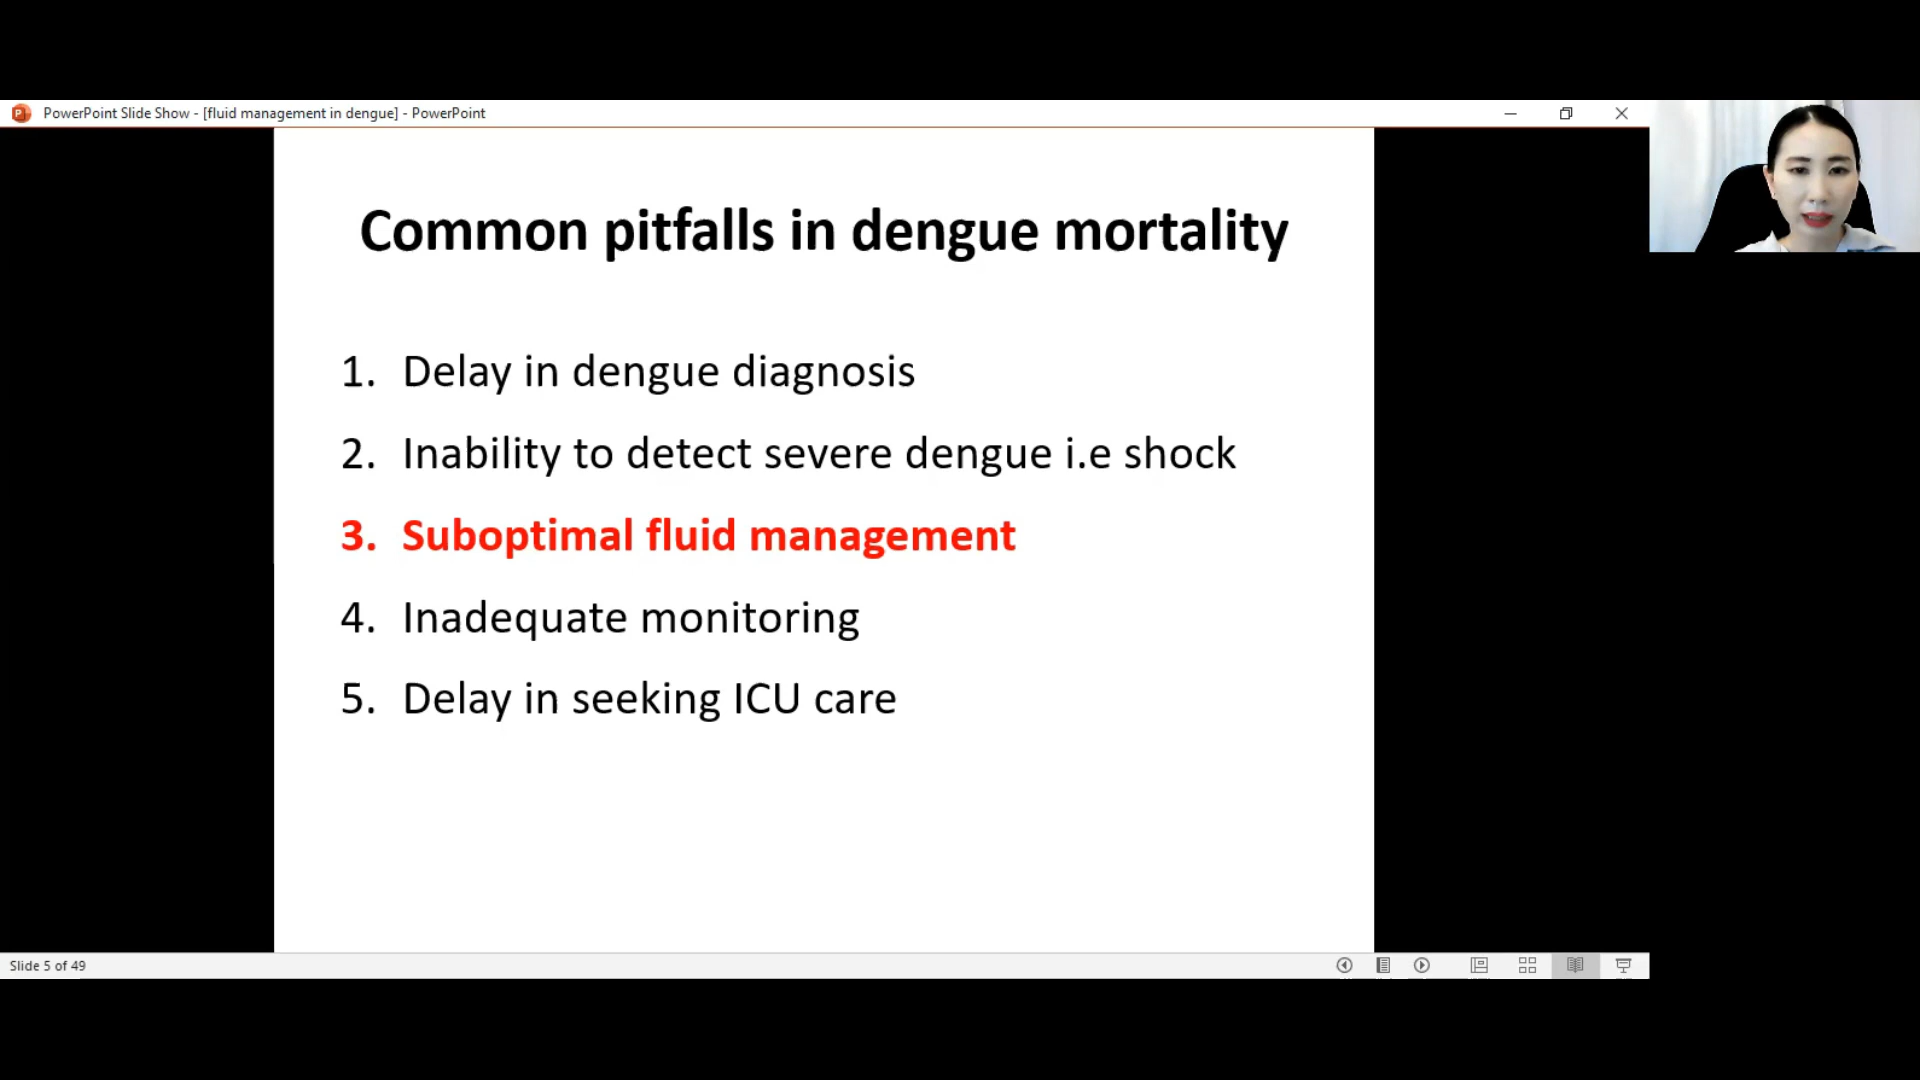 PowerPoint Slide Show - [fluid management in dengue] - PowerPoint
Common pitfalls in dengue mortality
1. Delay in dengue diagnosis
2. Inability to detect severe dengue i.e shock
3. Suboptimal fluid management
4. Inadequate monitoring
5. Delay in seeking ICU care
Slide 5 of 49